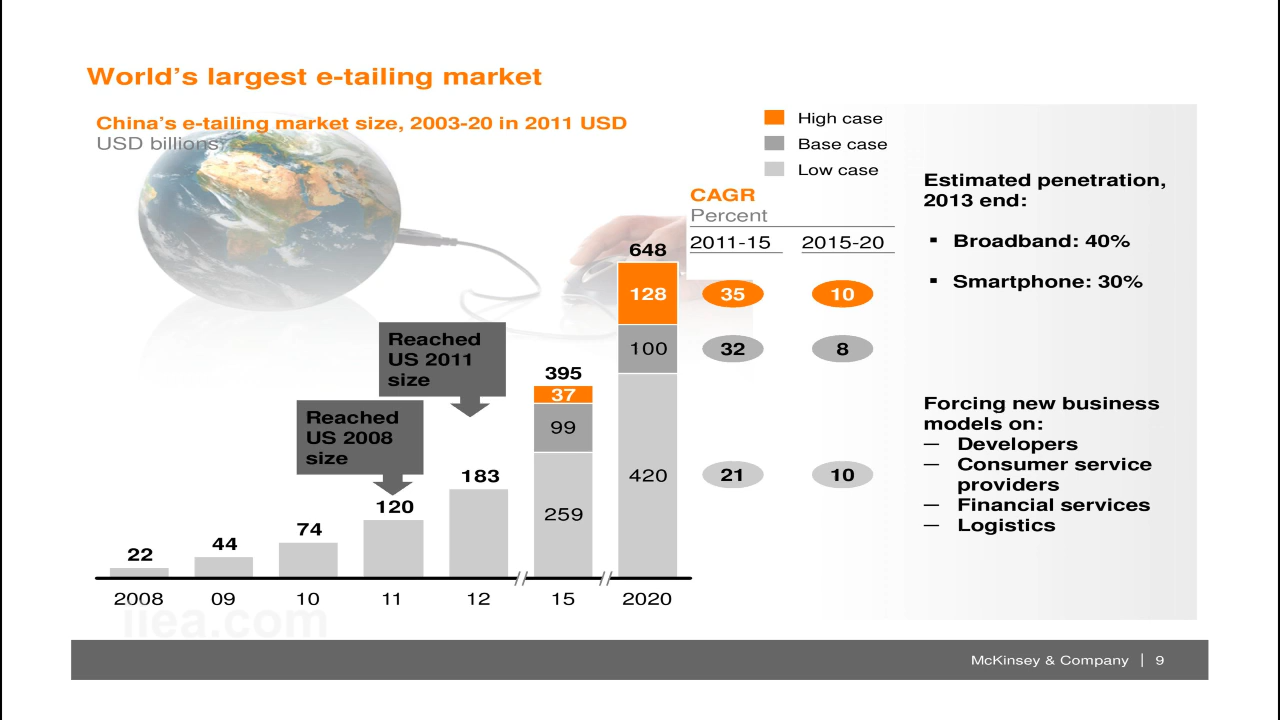 World’s largest e-tailing market
China’s e-tailing market size, 2003-20 in 2011 USD
USD billions
High case
Base case
Low case
CAGR
Percent
2011-15
2015-20
648
128
35
10
100
32
8
420
21
10
395
37
99
259
Reached
US 2011
size
Reached
US 2008
size
183
120
74
44
22
2008
09
10
11
12
15
2020
Estimated penetration,
2013 end:
▪ Broadband: 40%
▪ Smartphone: 30%
Forcing new business
models on:
– Developers
– Consumer service
providers
– Financial services
– Logistics
iiea.com
McKinsey & Company | 9